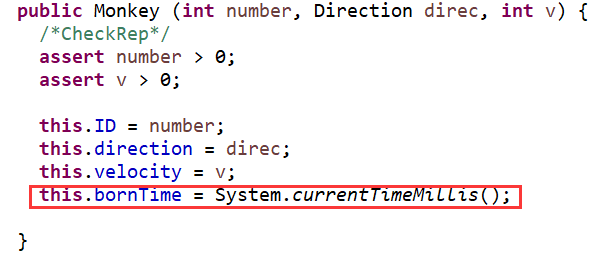 public Monkey (int number, Direction direc, int v) {
/*CheckRep*/
assert number > 0;
assert v > 0;
this.ID = number;
this.direction = direc;
this.velocity = v;
this.bornTime = System.currentTimeMillis();
}